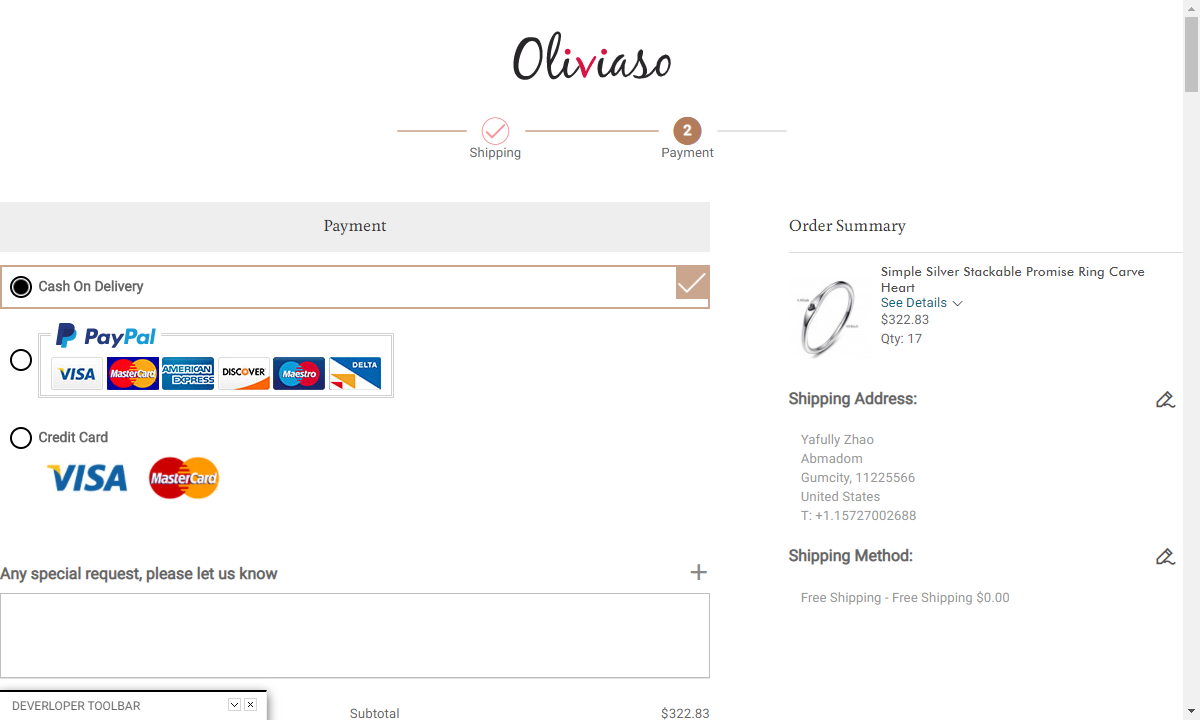 Oliviaso
2
Shipping
Payment
Payment
Cash On Delivery
PayPal
VISA
MasterCard
AMERICAN EXPRESS
DISCOVER
Maestro
DELTA
Credit Card
VISA
MasterCard
Any special request, please let us know
+
Subtotal
$322.83
DEVERLOPER TOOLBAR
Order Summary
Simple Silver Stackable Promise Ring Carve
Heart
See Details
$322.83
Qty: 17
Shipping Address:
Yafully Zhao
Abmadom
Gumcity, 11225566
United States
T: +1.15727002688
Shipping Method:
Free Shipping - Free Shipping $0.00